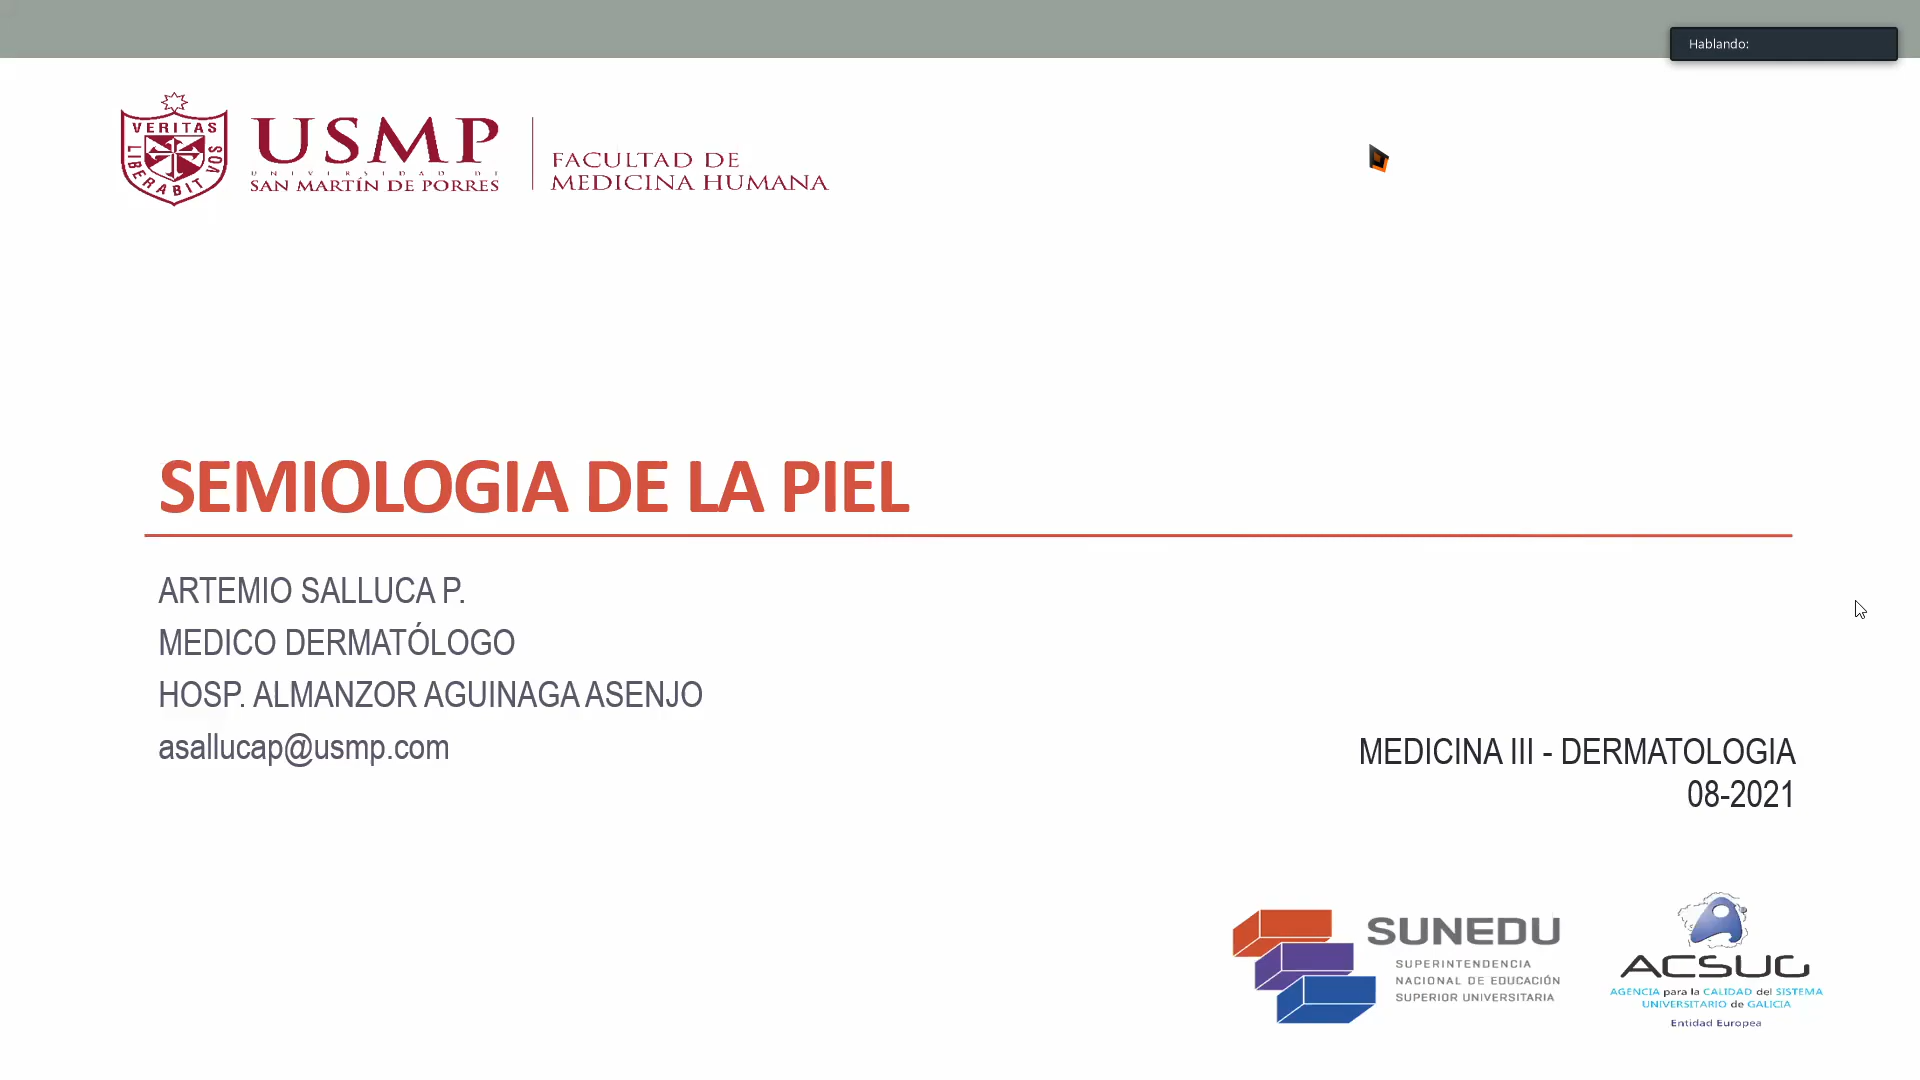 Hablando:
VERITAS
LIBERABIT VOS
USMP
UNIVERSIDAD DE
SAN MARTÍN DE PORRES
FACULTAD DE
MEDICINA HUMANA
SEMIOLOGIA DE LA PIEL
ARTEMIO SALLUCA P.
MEDICO DERMATÓLOGO
HOSP. ALMANZOR AGUINAGA ASENJO
asallucap@usmp.com
MEDICINA III - DERMATOLOGIA
08-2021
SUNEDU
SUPERINTENDENCIA
NACIONAL DE EDUCACIÓN
SUPERIOR UNIVERSITARIA
ACSUG
AGENCIA para la CALIDAD del SISTEMA
UNIVERSITARIO de GALICIA
Entidad Europea